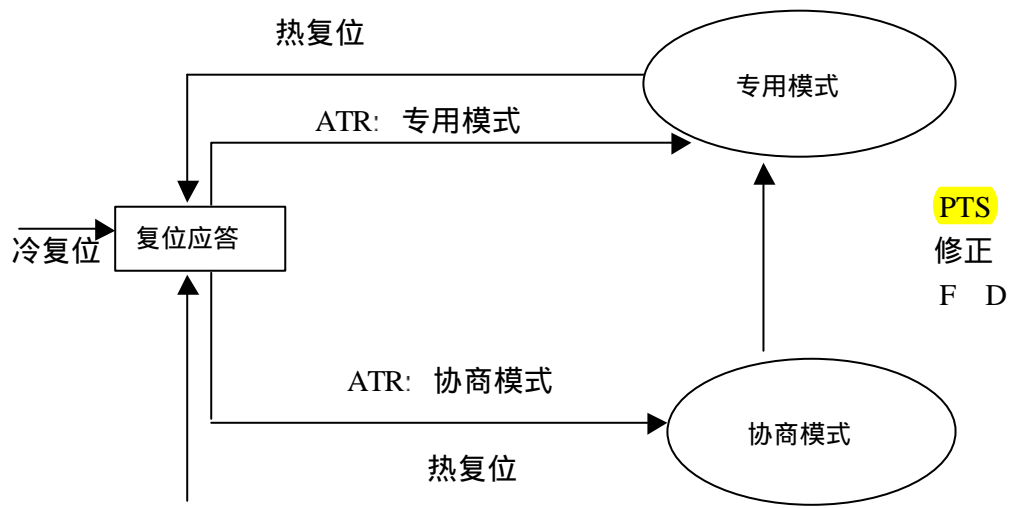 热复位
专用模式
ATR: 专用模式
PTS
修正
F D
冷复位
复位应答
ATR: 协商模式
协商模式
热复位